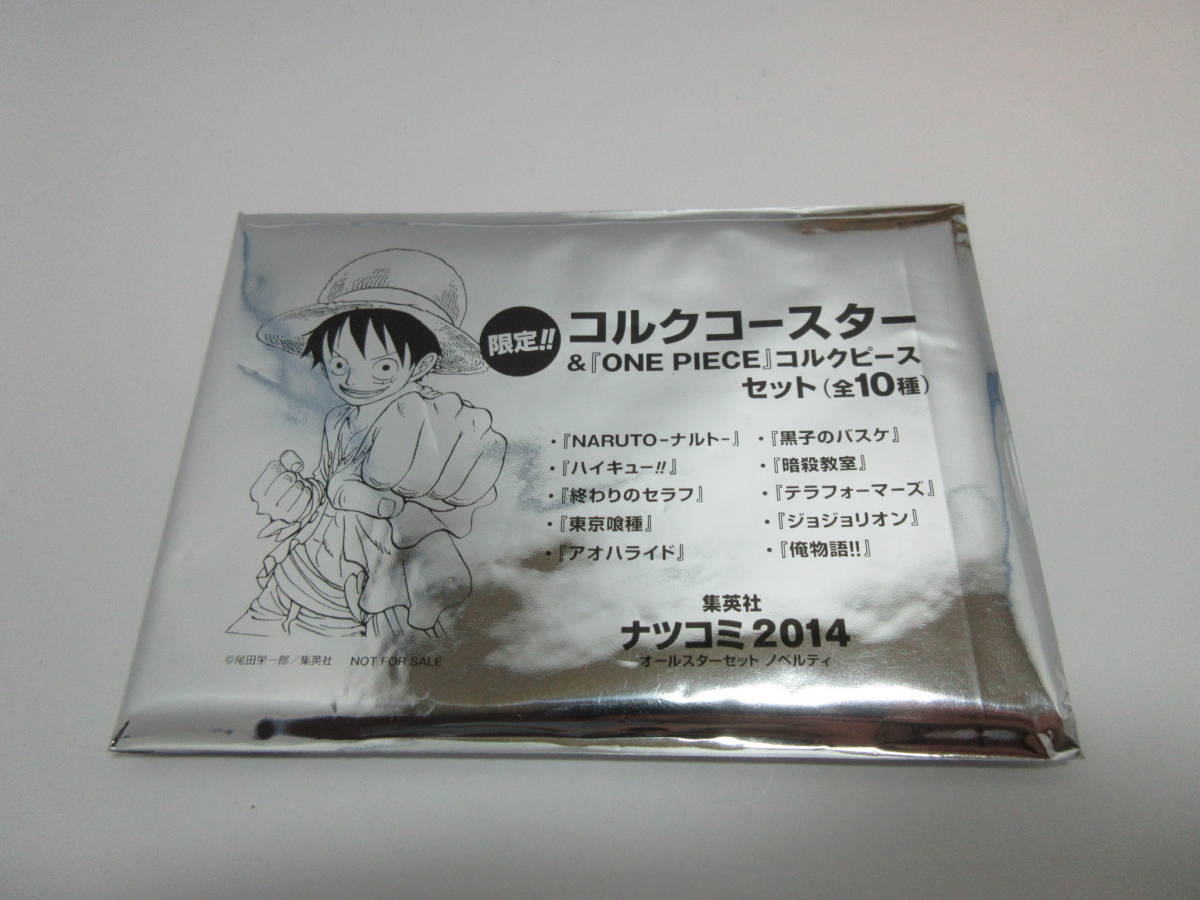 限定!!
コルクコースター
&『ONE PIECE』コルクピース
セット(全10種)
・『NARUTO-ナルト-』 ・『黒子のバスケ』
・『ハイキュー!!』 ・『暗殺教室』
・『終わりのセラフ』 ・『テラフォーマーズ』
・『東京喰種』 ・『ジョジョリオン』
・『アオハライド』 ・『俺物語!!』
集英社
ナツコミ2014
オールスターセット ノベルティ
©尾田栄一郎/集英社 NOT FOR SALE